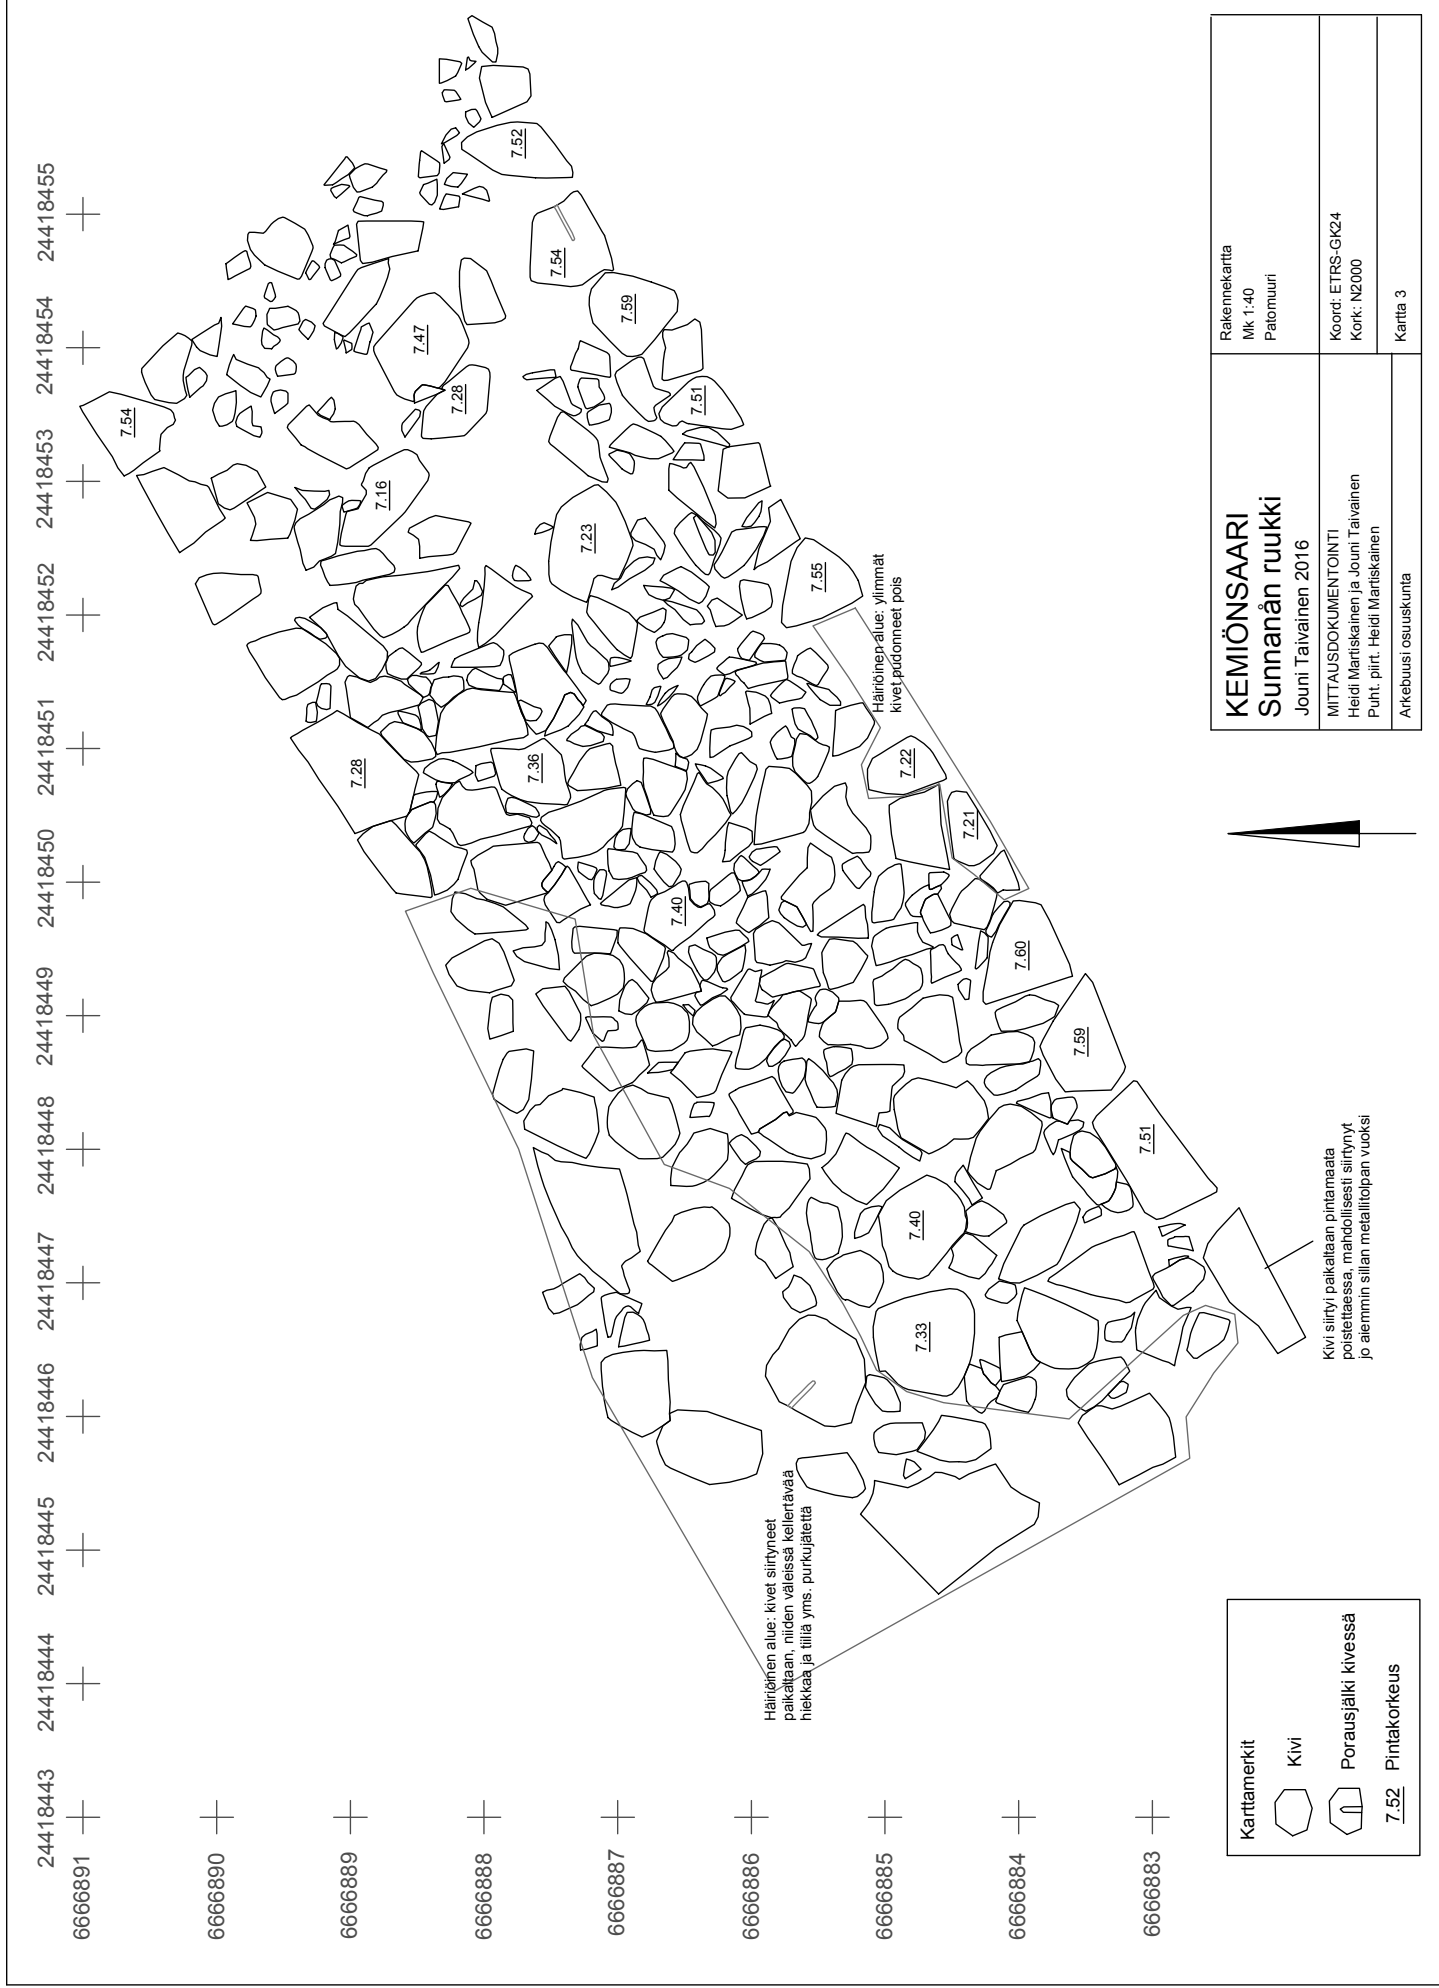 24418443
24418444
24418445
24418446
24418447
24418448
24418449
24418450
24418451
24418452
24418453
24418454
24418455
6666891
6666890
6666889
6666888
6666887
6666886
6666885
6666884
6666883
7.54
7.52
7.54
7.59
7.47
7.28
7.51
7.16
7.23
7.55
7.28
7.36
7.22
7.21
7.40
7.60
7.59
7.51
7.40
7.33
Häiriöinen alue: ylimmät
kivet pudonneet pois
Häiriöinen alue: kivet siirtyneet
paikaltaan, niiden väleissä kellertävää
hiekkaa ja tiiliä yms. purkujätettä
Kivi siirtyi paikaltaan pintamaata
poistettaessa, mahdollisesti siirtynyt
jo aiemmin sillan metallitolpan vuoksi
Karttamerkit
Kivi
Porausjälki kivessä
7.52 Pintakorkeus
KEMIÖNSAARI
Sunnanån ruukki
Jouni Taivainen 2016
Rakennekartta
Mk 1:40
Patomuuri
MITTAUSDOKUMENTOINTI
Heidi Martiskainen ja Jouni Taivainen
Puht. piirt. Heidi Martiskainen
Koord: ETRS-GK24
Kork: N2000
Arkebuusi osuuskunta
Kartta 3